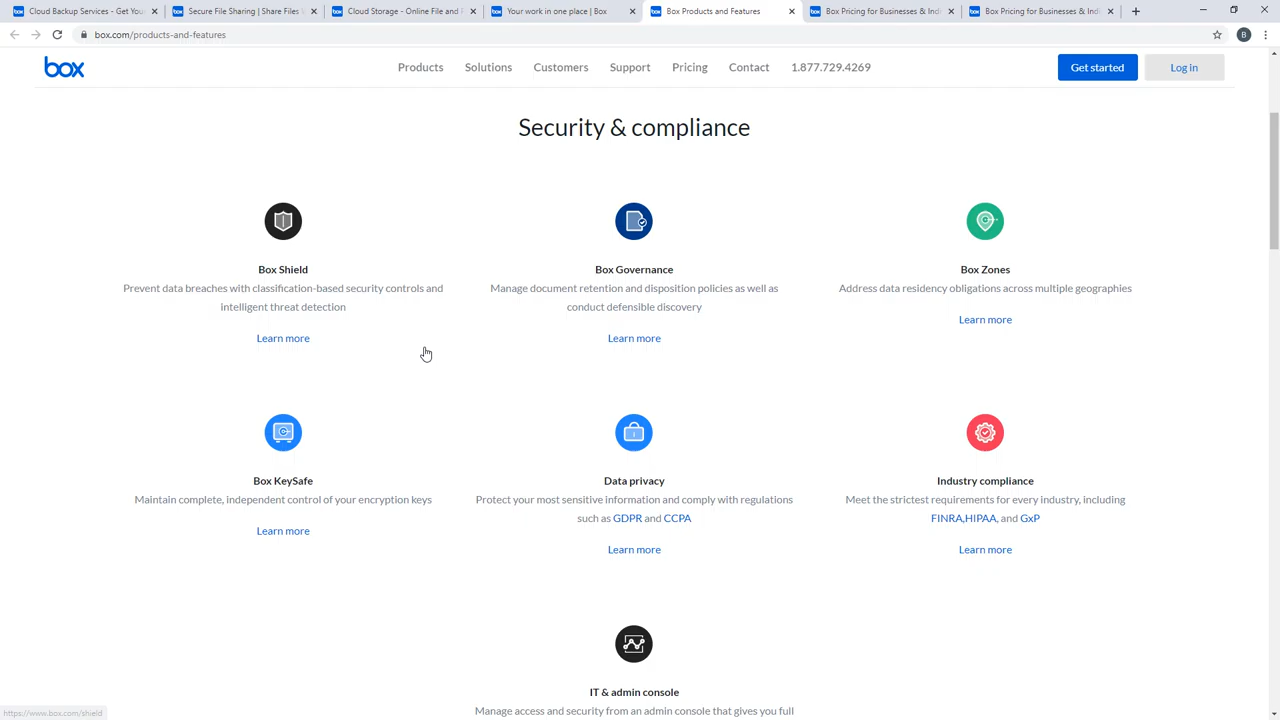 Cloud Backup Services - Get You
Secure File Sharing | Share Files I
Cloud Storage - Online File and F
Your work in one place | Box
Box Products and Features
Box Pricing for Businesses & Indi
Box Pricing for Businesses & Indi
box.com/products-and-features
B
box
Products
Solutions
Customers
Support
Pricing
Contact
1.877.729.4269
Get started
Log in
Security & compliance
Box Shield
Prevent data breaches with classification-based security controls and
intelligent threat detection
Learn more
Box Governance
Manage document retention and disposition policies as well as
conduct defensible discovery
Learn more
Box Zones
Address data residency obligations across multiple geographies
Learn more
Box KeySafe
Maintain complete, independent control of your encryption keys
Learn more
Data privacy
Protect your most sensitive information and comply with regulations
such as GDPR and CCPA
Learn more
Industry compliance
Meet the strictest requirements for every industry, including
FINRA,HIPAA, and GxP
Learn more
IT & admin console
Manage access and security from an admin console that gives you full
https://www.box.com/shield